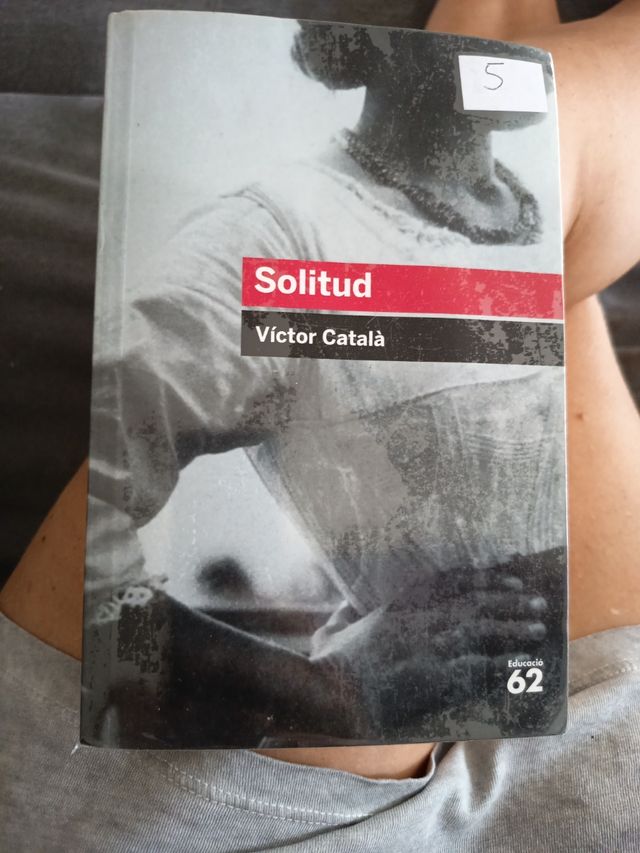 5
Solitud
Víctor Català
Educació
62